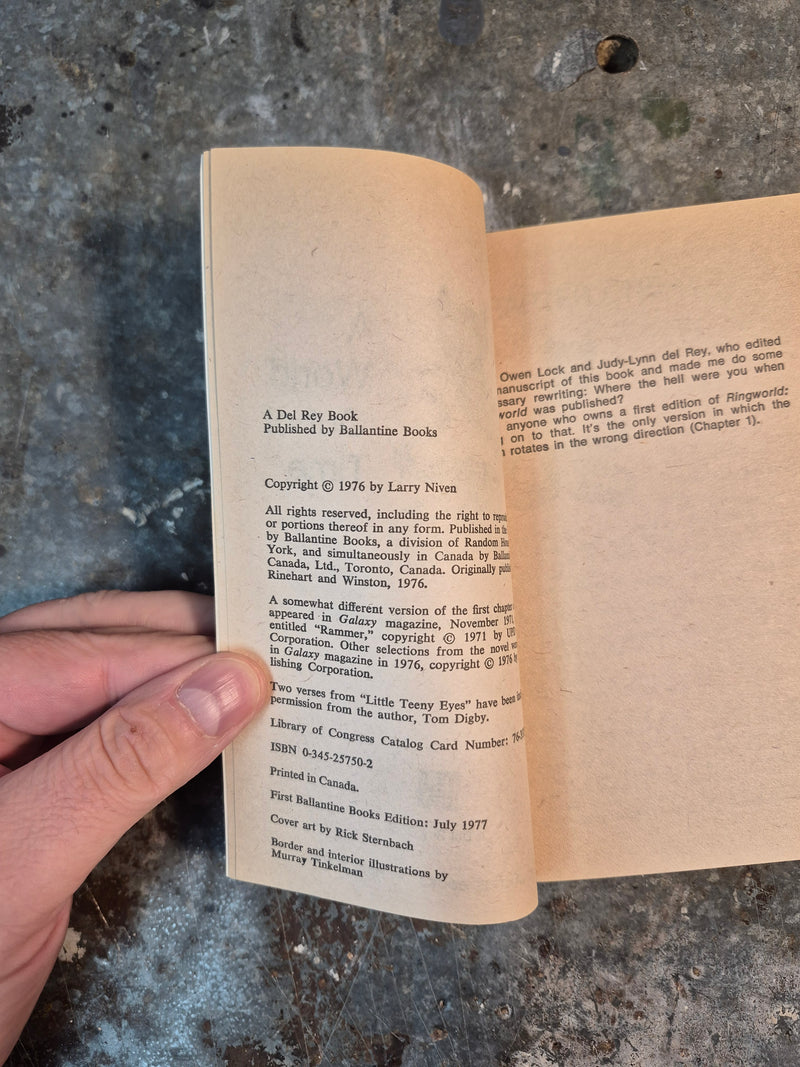 A Del Rey Book
Published by Ballantine Books
Copyright © 1976 by Larry Niven
All rights reserved, including the right to
or portions thereof in any form. Published in
by Ballantine Books, a division of Random
York, and simultaneously in Canada by
Canada, Ltd., Toronto, Canada. Originally
Rinehart and Winston, 1976.
A somewhat different version of the first chapter
appeared in Galaxy magazine, November 1971
entitled "Rammer," copyright © 1971 by
Corporation. Other selections from the novel
in Galaxy magazine in 1976, copyright © 1976
lishing Corporation.
Two verses from "Little Teeny Eyes" have been
permission from the author, Tom Digby.
Library of Congress Catalog Card Number:
ISBN 0-345-25750-2
Printed in Canada.
First Ballantine Books Edition: July 1977
Cover art by Rick Sternbach
Border and interior illustrations by
Murray Tinkelman
Owen Lock and Judy-Lynn del Rey, who edited
of this book and made me do some
rewriting: Where the hell were you when
was published?
anyone who owns a first edition of Ringworld:
on to that. It's the only version in which the
rotates in the wrong direction (Chapter 1).